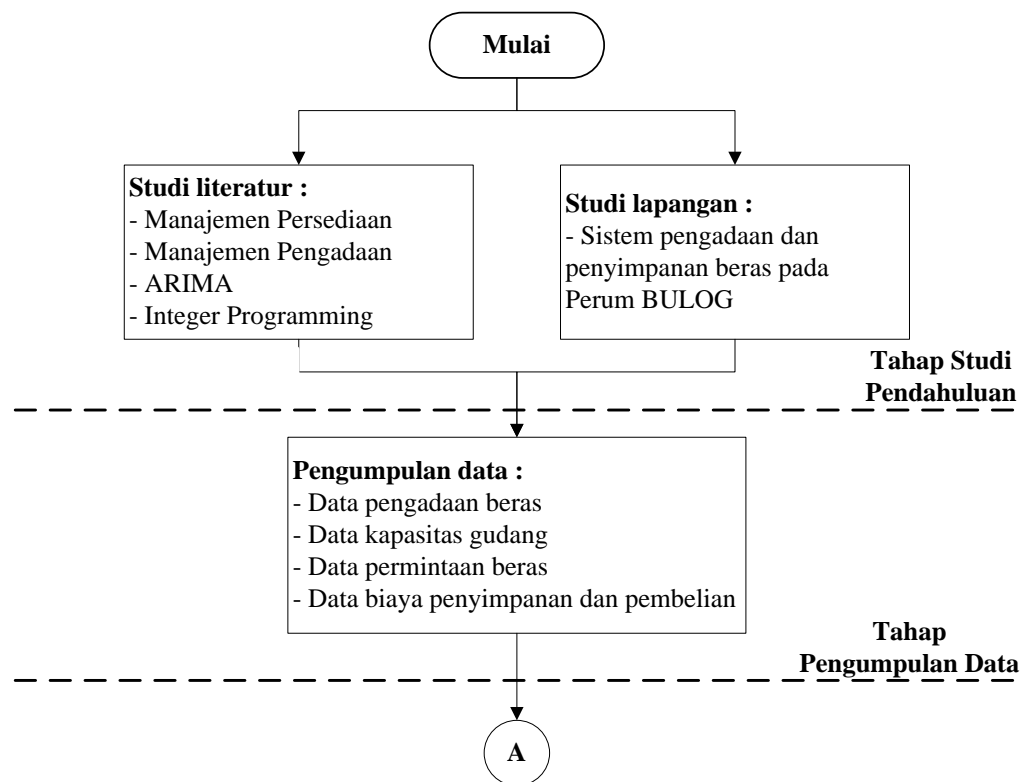 Mulai
Studi literatur :
- Manajemen Persediaan
- Manajemen Pengadaan
- ARIMA
- Integer Programming
Studi lapangan :
- Sistem pengadaan dan
penyimpanan beras pada
Perum BULOG
Tahap Studi
Pendahuluan
Pengumpulan data :
- Data pengadaan beras
- Data kapasitas gudang
- Data permintaan beras
- Data biaya penyimpanan dan pembelian
Tahap
Pengumpulan Data
A